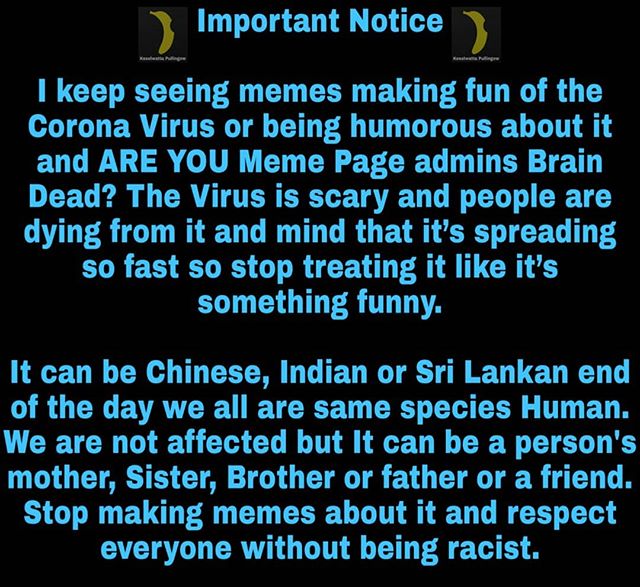 Important Notice
Keselwatta Pullingow
Keselwatta Pullingow
I keep seeing memes making fun of the
Corona Virus or being humorous about it
and ARE YOU Meme Page admins Brain
Dead? The Virus is scary and people are
dying from it and mind that it’s spreading
so fast so stop treating it like it’s
something funny.
It can be Chinese, Indian or Sri Lankan end
of the day we all are same species Human.
We are not affected but It can be a person's
mother, Sister, Brother or father or a friend.
Stop making memes about it and respect
everyone without being racist.